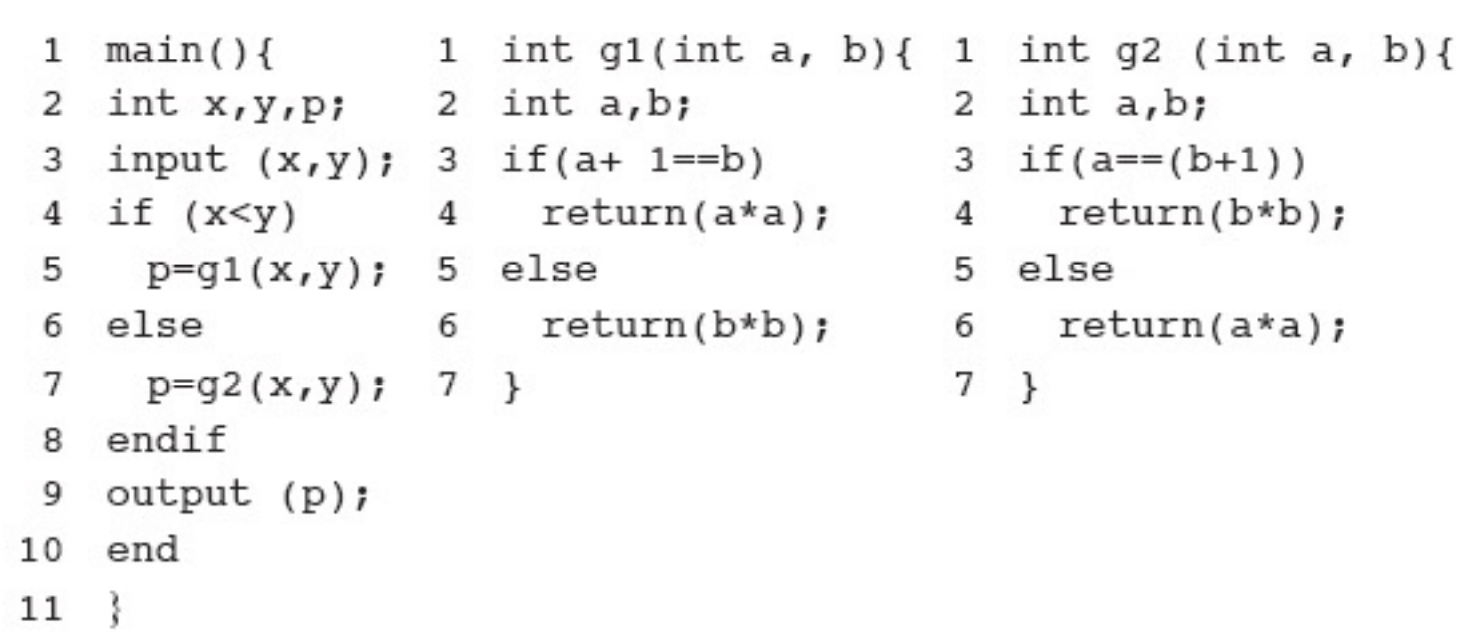 1 main(){
2 int x,y,p;
3 input (x,y);
4 if (x<y)
5 p=g1(x,y);
6 else
7 p=g2(x,y);
8 endif
9 output (p);
10 end
11 }
1 int g1(int a, b){
2 int a,b;
3 if(a+ 1==b)
4 return(a*a);
5 else
6 return(b*b);
7 }
1 int g2 (int a, b){
2 int a,b;
3 if(a==(b+1))
4 return(b*b);
5 else
6 return(a*a);
7 }